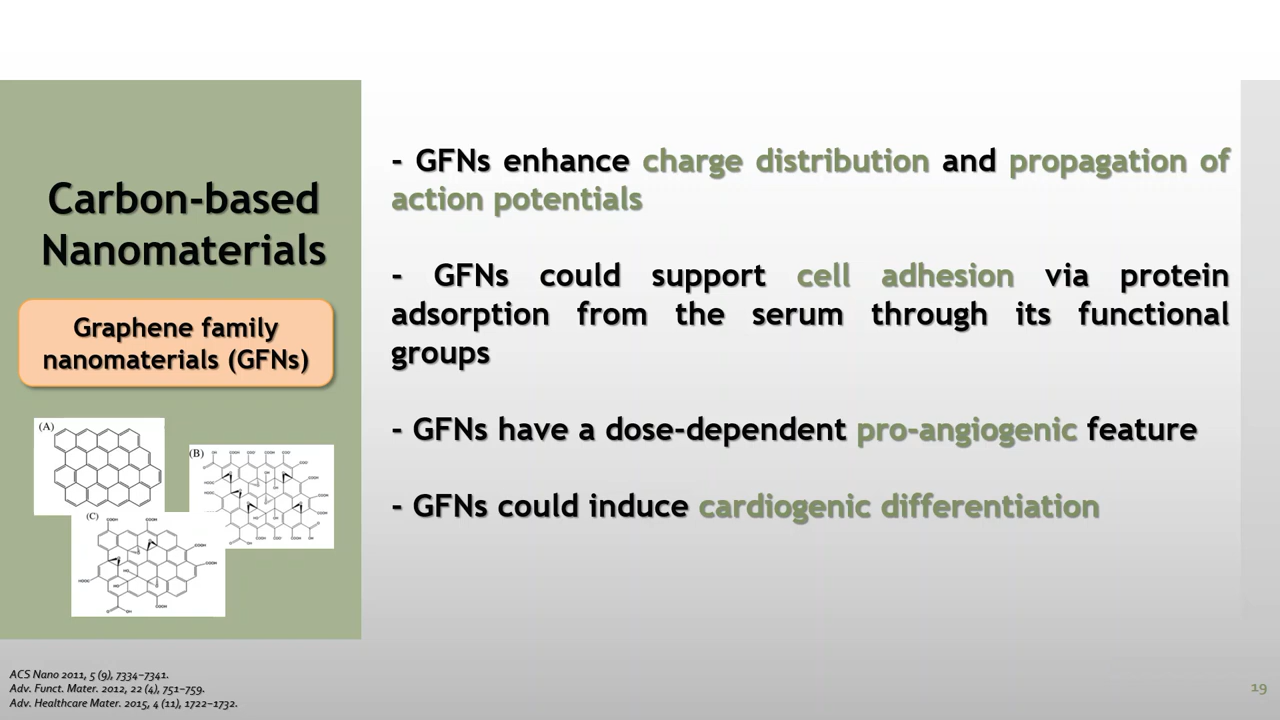 Carbon-based
Nanomaterials
Graphene family
nanomaterials (GFNs)
(A)
(B)
(C)
- GFNs enhance charge distribution and propagation of
action potentials
- GFNs could support cell adhesion via protein
adsorption from the serum through its functional
groups
- GFNs have a dose-dependent pro-angiogenic feature
- GFNs could induce cardiogenic differentiation
ACS Nano 2011, 5 (9), 7334–7341.
Adv. Funct. Mater. 2012, 22 (4), 751–759.
Adv. Healthcare Mater. 2015, 4 (11), 1722–1732.
19